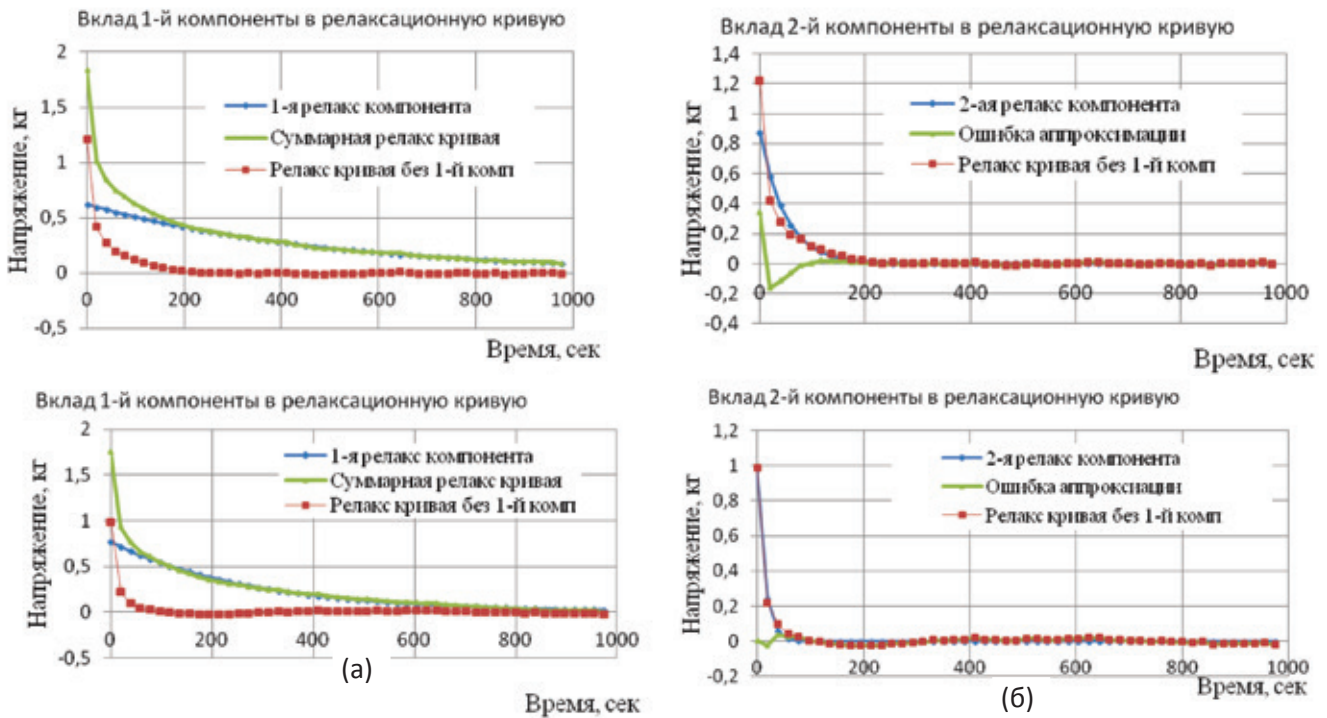 Вклад 1-й компоненты в релаксационную кривую
2
1,5
1
0,5
0
-0,5
Напряжение, кг
1-я релакс компонента
Суммарная релакс кривая
Релакс кривая без 1-й комп
0
200
400
600
800
1000
Время, сек
Вклад 2-й компоненты в релаксационную кривую
1,4
1,2
1
0,8
0,6
0,4
0,2
0
-0,2
-0,4
Напряжение, кг
2-ая релакс компонента
Ошибка аппроксимации
Релакс кривая без 1-й комп
0
200
400
600
800
1000
Время, сек
Вклад 1-й компоненты в релаксационную кривую
2
1,5
1
0,5
0
-0,5
Напряжение, кг
1-я релакс компонента
Суммарная релакс кривая
Релакс кривая без 1-й комп
0
200
400
600
800
1000
(а)
Время, сек
Вклад 2-й компоненты в релаксационную кривую
1,2
1
0,8
0,6
0,4
0,2
0
-0,2
Напряжение, кг
2-я релакс компонента
Ошибка аппроксиации
Релакс кривая без 1-й комп
0
200
400
600
800
1000
(б)
Время, сек